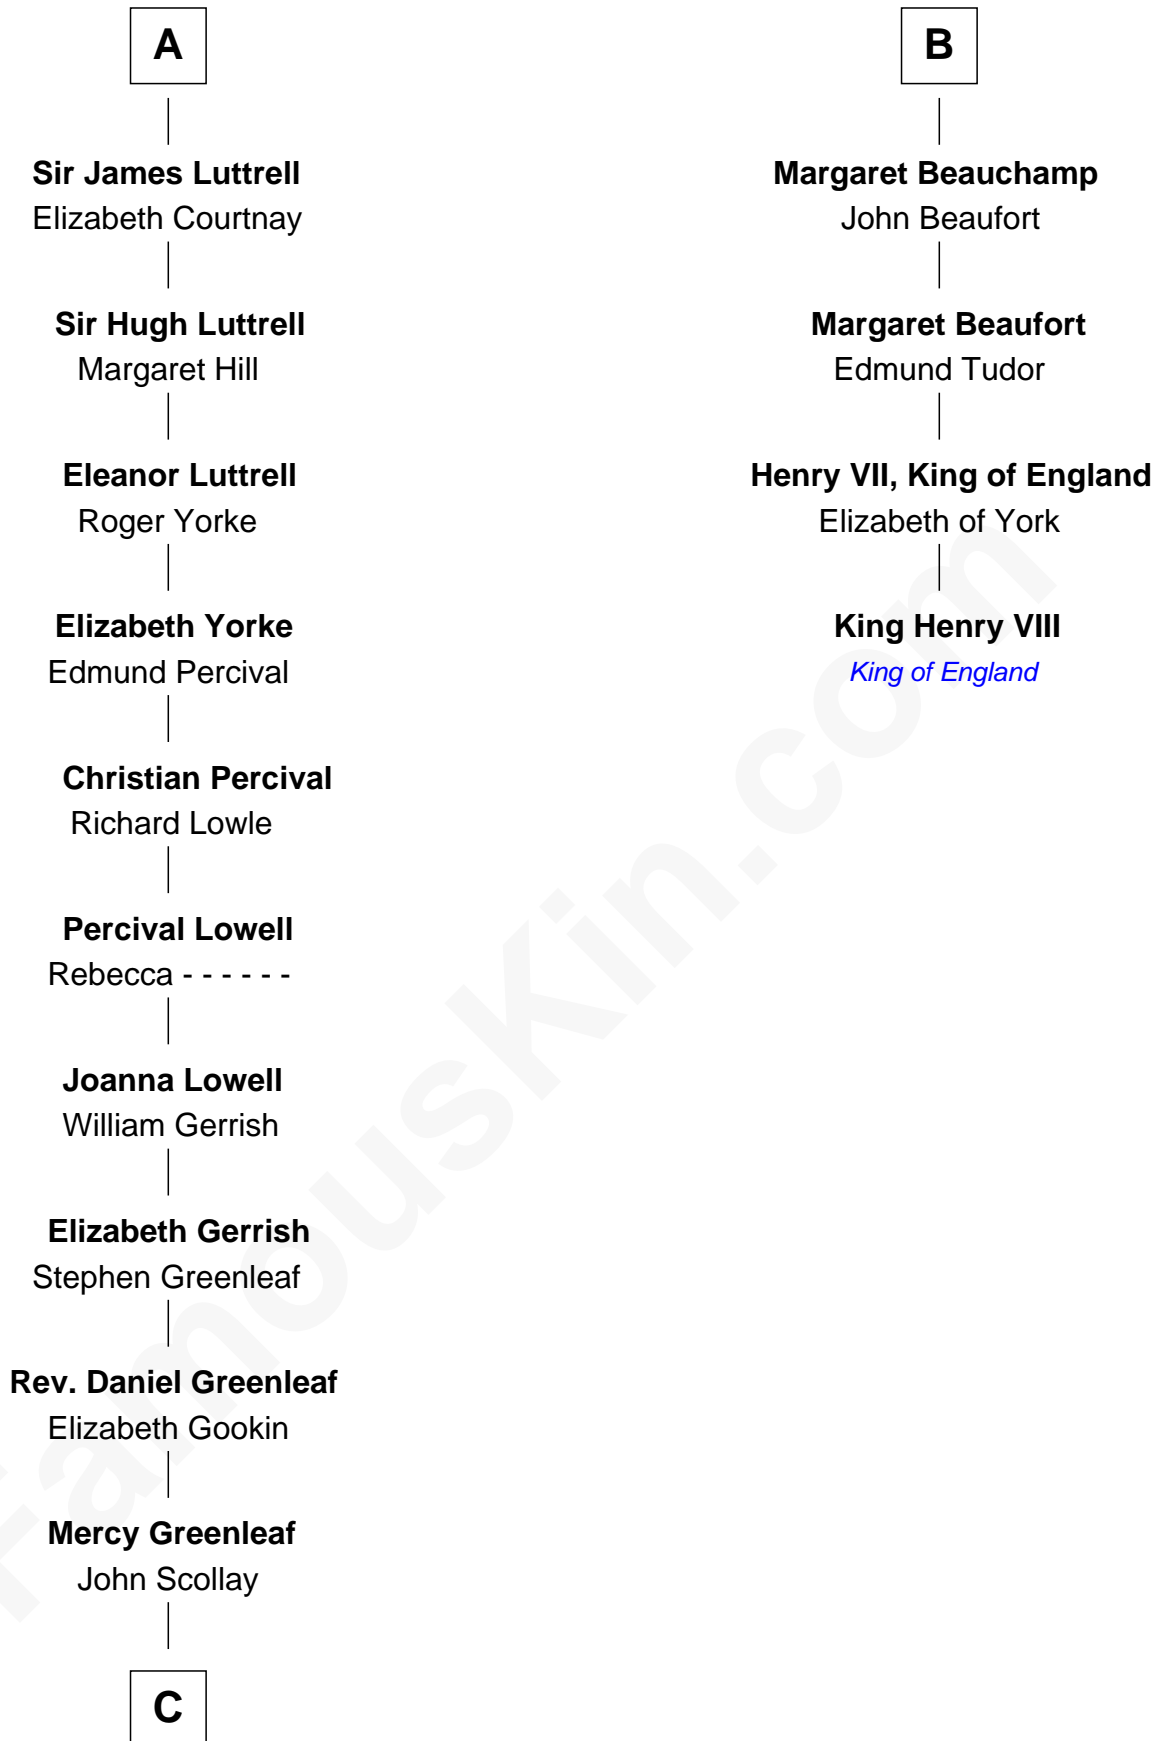 A
Sir James Luttrell
Elizabeth Courtnay
Sir Hugh Luttrell
Margaret Hill
Eleanor Luttrell
Roger Yorke
Elizabeth Yorke
Edmund Percival
Christian Percival
Richard Lowle
Percival Lowell
Rebecca - - - - - -
Joanna Lowell
William Gerrish
Elizabeth Gerrish
Stephen Greenleaf
Rev. Daniel Greenleaf
Elizabeth Gookin
Mercy Greenleaf
John Scollay
C
B
Margaret Beauchamp
John Beaufort
Margaret Beaufort
Edmund Tudor
Henry VII, King of England
Elizabeth of York
King Henry VIII
King of England
FamousKin.com